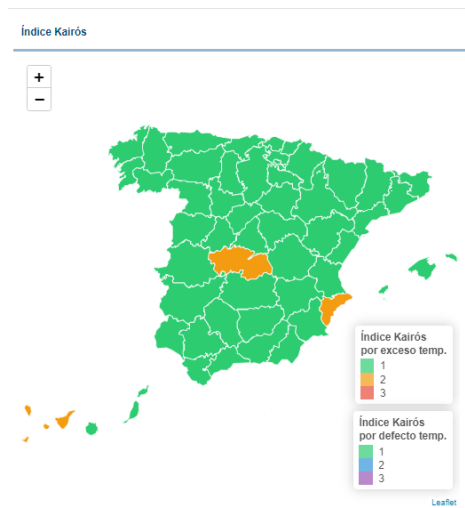 Índice Kairós
+
−
Índice Kairós
por exceso temp.
1
2
3
Índice Kairós
por defecto temp.
1
2
3
Leaflet